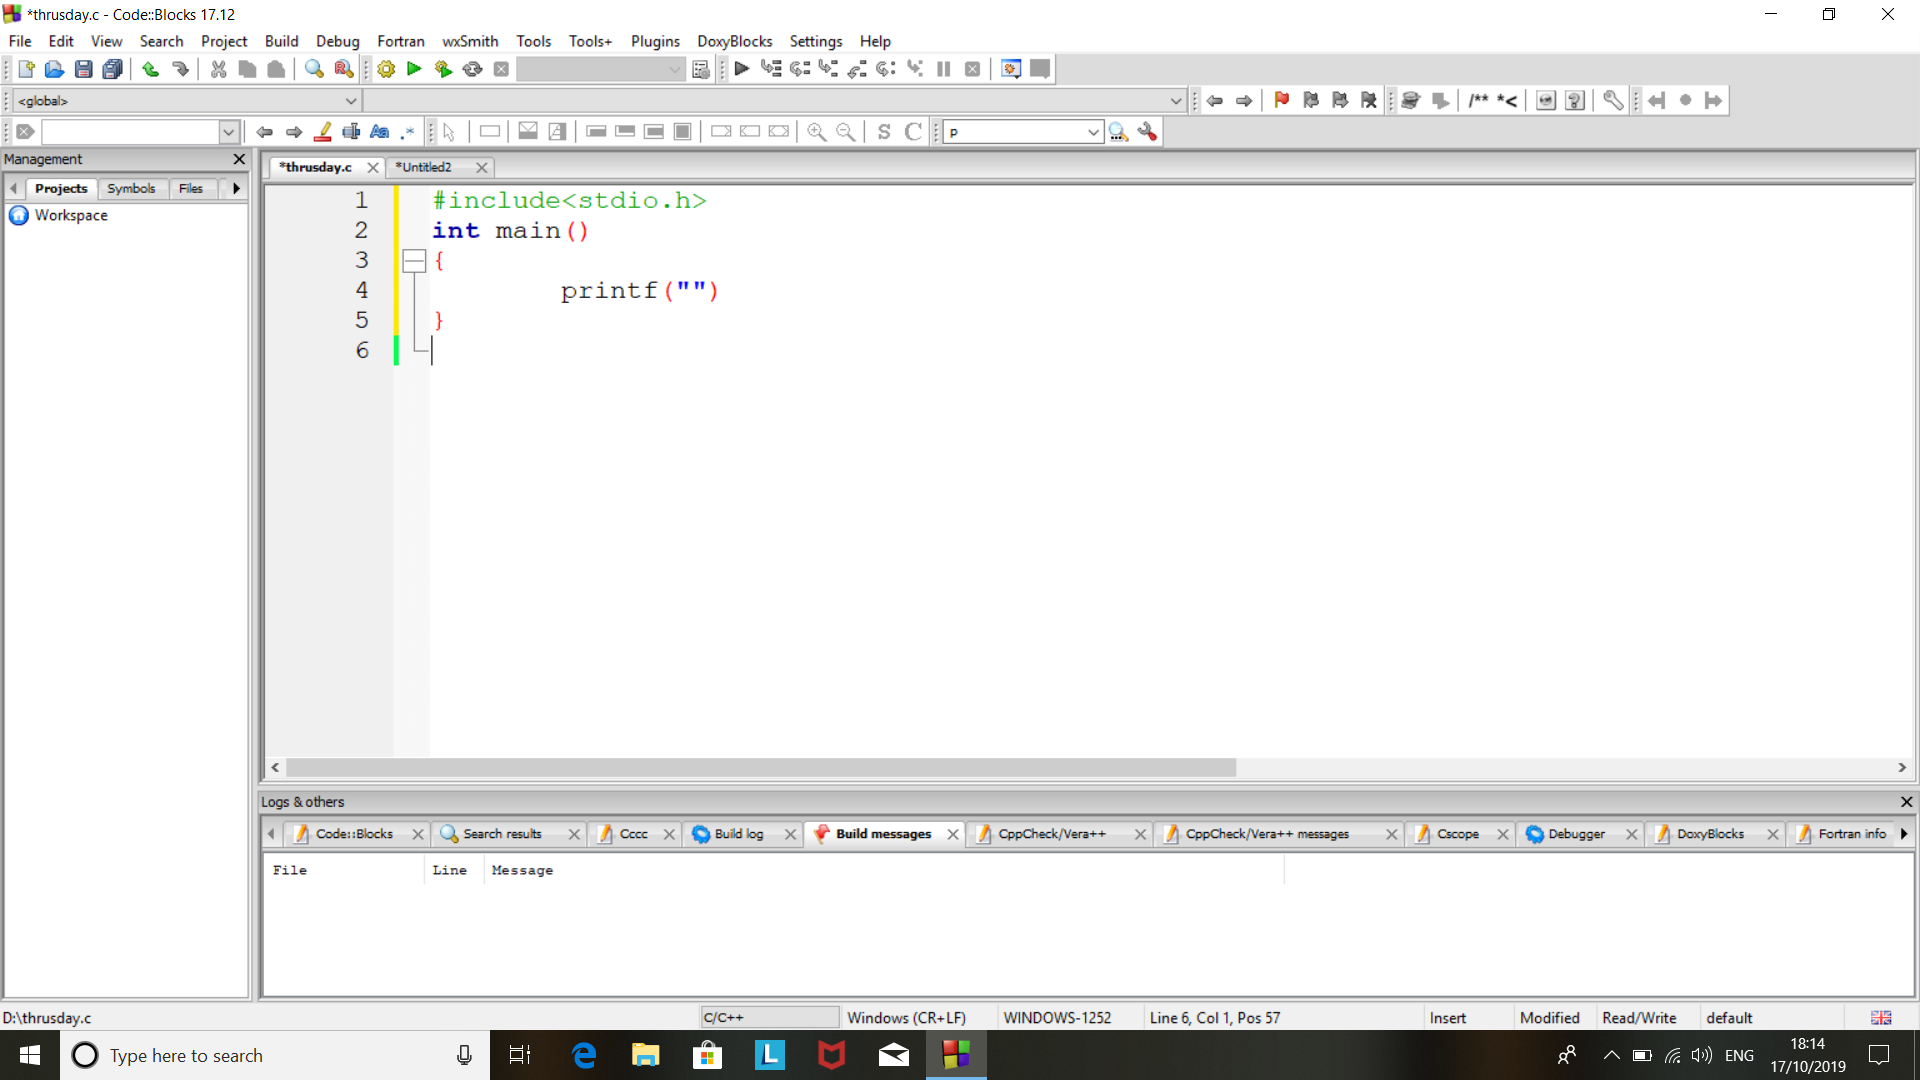 *thrusday.c - Code::Blocks 17.12
File Edit View Search Project Build Debug Fortran wxSmith Tools Tools+ Plugins DoxyBlocks Settings Help
<global>
/** *<
Aa .* S C p
Management
Projects Symbols Files
Workspace
*thrusday.c *Untitled2
1 #include<stdio.h>
2 int main()
3 {
4 printf("")
5 }
6
Logs & others
Code::Blocks Search results Cccc Build log Build messages CppCheck/Vera++ CppCheck/Vera++ messages Cscope Debugger DoxyBlocks Fortran info
File Line Message
D:\thrusday.c C/C++ Windows (CR+LF) WINDOWS-1252 Line 6, Col 1, Pos 57 Insert Modified Read/Write default
Type here to search
L
ENG
18:14
17/10/2019